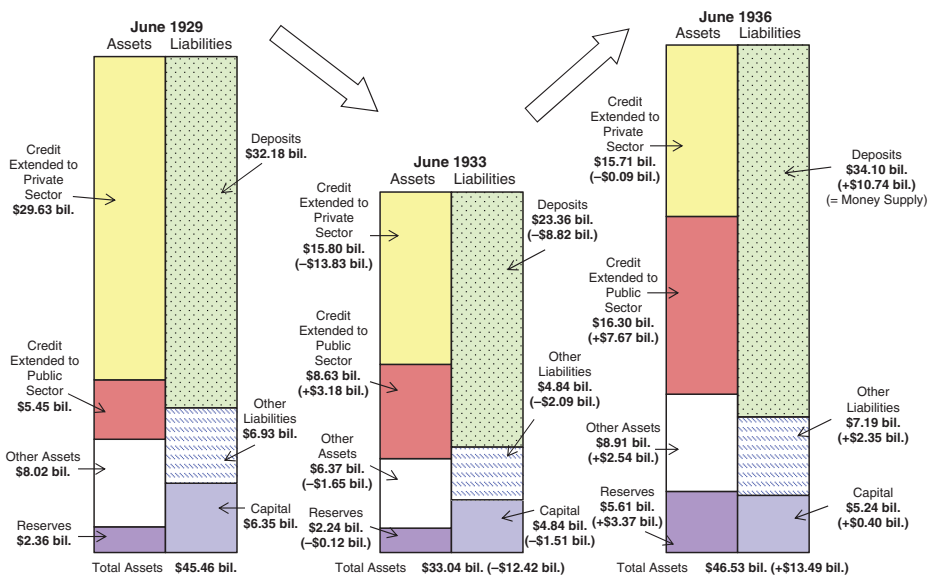 June 1929
Assets Liabilities
Credit
Extended to
Private
Sector
$29.63 bil.
Deposits
$32.18 bil.
Credit
Extended to
Public
Sector
$5.45 bil.
Other
Liabilities
$6.93 bil.
Other Assets
$8.02 bil.
Capital
$6.35 bil.
Reserves
$2.36 bil.
Total Assets $45.46 bil.
June 1933
Assets Liabilities
Credit
Extended to
Private
Sector
$15.80 bil.
(–$13.83 bil.)
Deposits
$23.36 bil.
(–$8.82 bil.)
Credit
Extended to
Public
Sector
$8.63 bil.
(+$3.18 bil.)
Other
Liabilities
$4.84 bil.
(–$2.09 bil.)
Other
Assets
$6.37 bil.
(–$1.65 bil.)
Reserves
$2.24 bil.
(–$0.12 bil.)
Capital
$4.84 bil.
(–$1.51 bil.)
Total Assets $33.04 bil. (–$12.42 bil.)
June 1936
Assets Liabilities
Credit
Extended to
Private
Sector
$15.71 bil.
(–$0.09 bil.)
Deposits
$34.10 bil.
(+$10.74 bil.)
(= Money Supply)
Credit
Extended to
Public
Sector
$16.30 bil.
(+$7.67 bil.)
Other
Liabilities
$7.19 bil.
(+$2.35 bil.)
Other Assets
$8.91 bil.
(+$2.54 bil.)
Reserves
$5.61 bil.
(+$3.37 bil.)
Capital
$5.24 bil.
(+$0.40 bil.)
Total Assets $46.53 bil. (+$13.49 bil.)